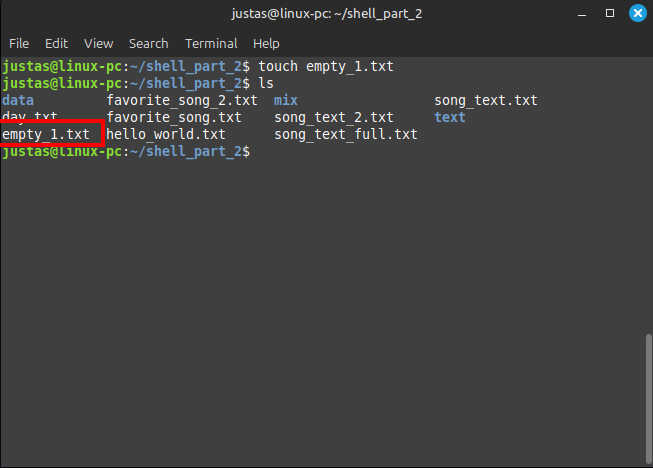 justas@linux-pc: ~/shell_part_2
File Edit View Search Terminal Help
justas@linux-pc:~/shell_part_2$ touch empty_1.txt
justas@linux-pc:~/shell_part_2$ ls
data favorite_song_2.txt mix song_text.txt
day.txt favorite_song.txt song_text_2.txt text
empty_1.txt hello_world.txt song_text_full.txt
justas@linux-pc:~/shell_part_2$